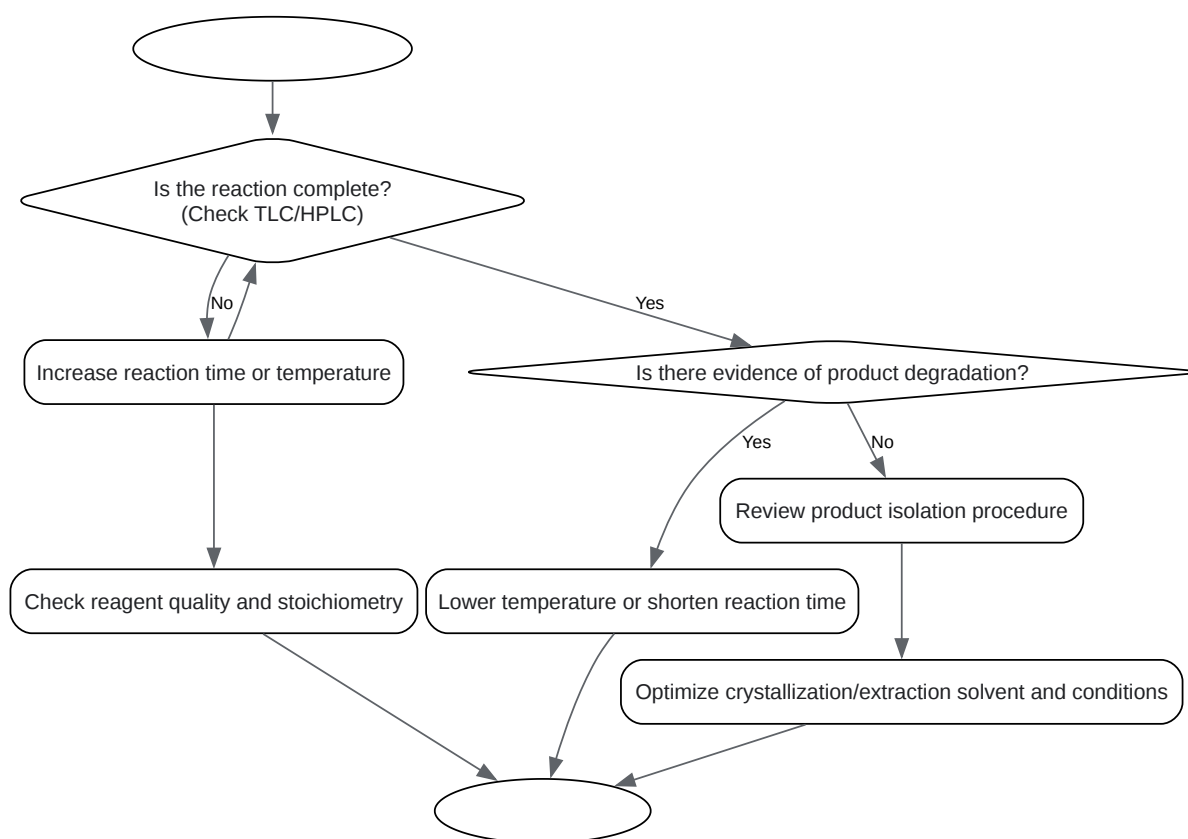 Is the reaction complete?
(Check TLC/HPLC)
No
Yes
Increase reaction time or temperature
Is there evidence of product degradation?
Yes
No
Review product isolation procedure
Check reagent quality and stoichiometry
Lower temperature or shorten reaction time
Optimize crystallization/extraction solvent and conditions